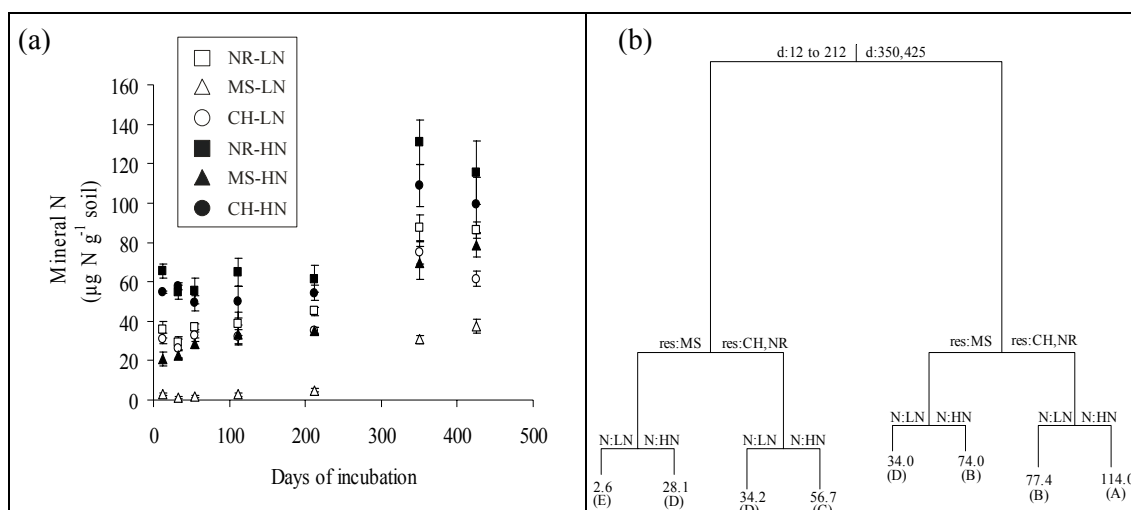 (a)
NR-LN
MS-LN
CH-LN
NR-HN
MS-HN
CH-HN
Mineral N
(µg N g⁻¹ soil)
160
140
120
100
80
60
40
20
0
0 100 200 300 400 500
Days of incubation
(b)
d:12 to 212 d:350,425
res:MS res:CH,NR
res:MS res:CH,NR
N:LN N:HN
N:LN N:HN
N:LN N:HN
N:LN N:HN
2.6
(E)
28.1
(D)
34.2
(D)
56.7
(C)
34.0
(D)
74.0
(B)
77.4
(B)
114.0
(A)